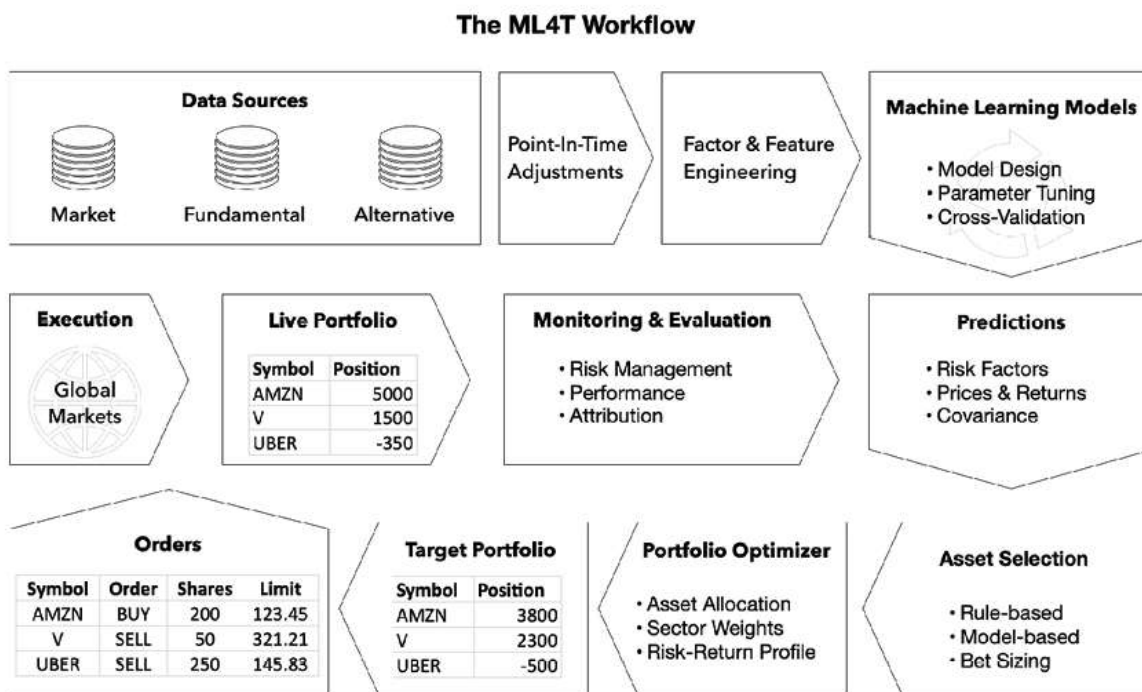 The ML4T Workflow
Data Sources
Market Fundamental Alternative
Point-In-Time
Adjustments
Factor & Feature
Engineering
Machine Learning Models
• Model Design
• Parameter Tuning
• Cross-Validation
Execution
Global
Markets
Live Portfolio
Symbol Position
AMZN 5000
V 1500
UBER -350
Monitoring & Evaluation
• Risk Management
• Performance
• Attribution
Predictions
• Risk Factors
• Prices & Returns
• Covariance
Orders
Symbol Order Shares Limit
AMZN BUY 200 123.45
V SELL 50 321.21
UBER SELL 250 145.83
Target Portfolio
Symbol Position
AMZN 3800
V 2300
UBER -500
Portfolio Optimizer
• Asset Allocation
• Sector Weights
• Risk-Return Profile
Asset Selection
• Rule-based
• Model-based
• Bet Sizing